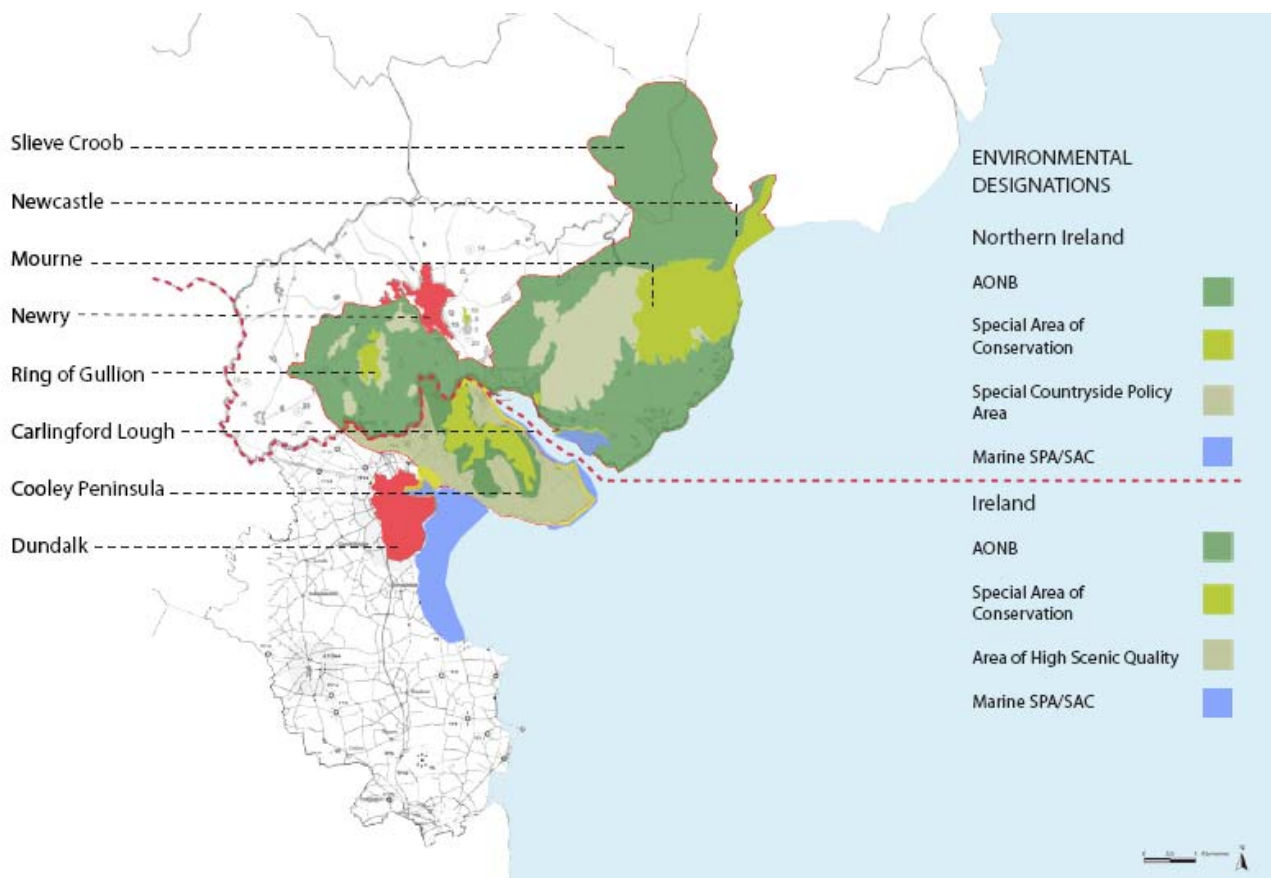 Slieve Croob
Newcastle
Mourne
Newry
Ring of Gullion
Carlingford Lough
Cooley Peninsula
Dundalk
ENVIRONMENTAL
DESIGNATIONS
Northern Ireland
AONB
Special Area of
Conservation
Special Countryside Policy
Area
Marine SPA/SAC
Ireland
AONB
Special Area of
Conservation
Area of High Scenic Quality
Marine SPA/SAC
N